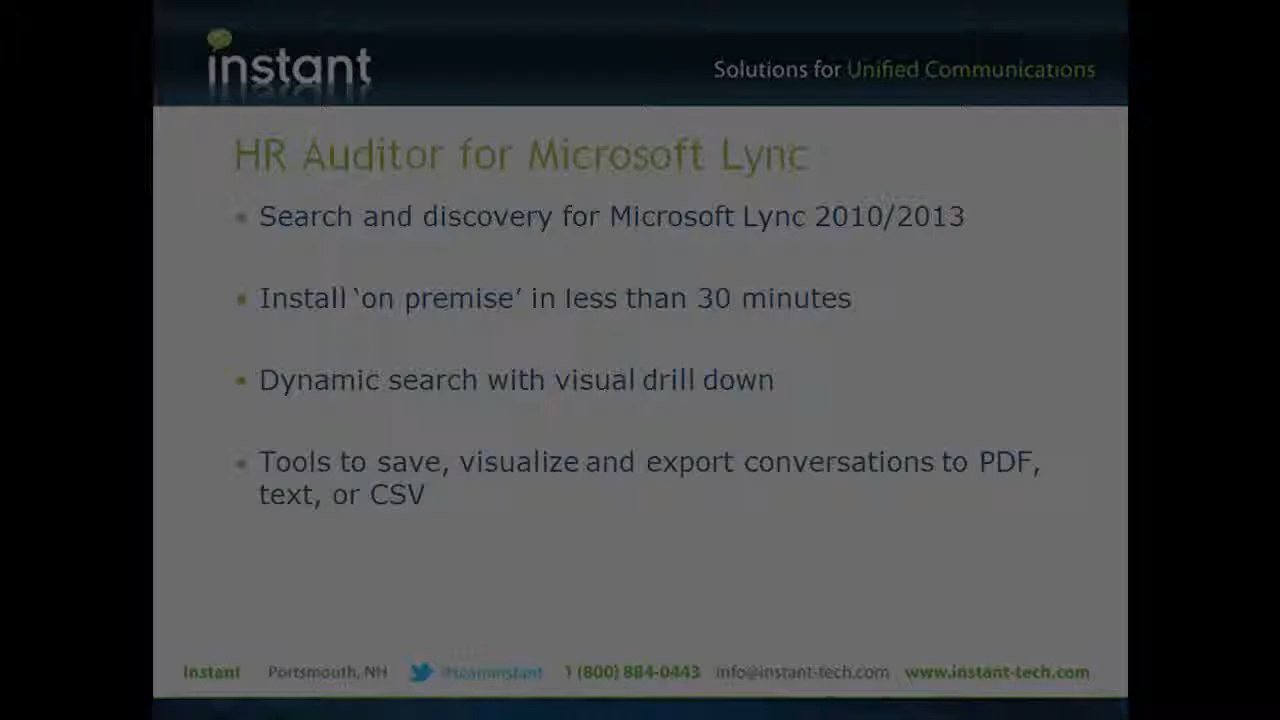 instant
Solutions for Unified Communications
HR Auditor for Microsoft Lync
• Search and discovery for Microsoft Lync 2010/2013
• Install ‘on premise’ in less than 30 minutes
• Dynamic search with visual drill down
• Tools to save, visualize and export conversations to PDF,
text, or CSV
Instant Portsmouth, NH @teaminstant 1 (800) 884-0443 info@instant-tech.com www.instant-tech.com